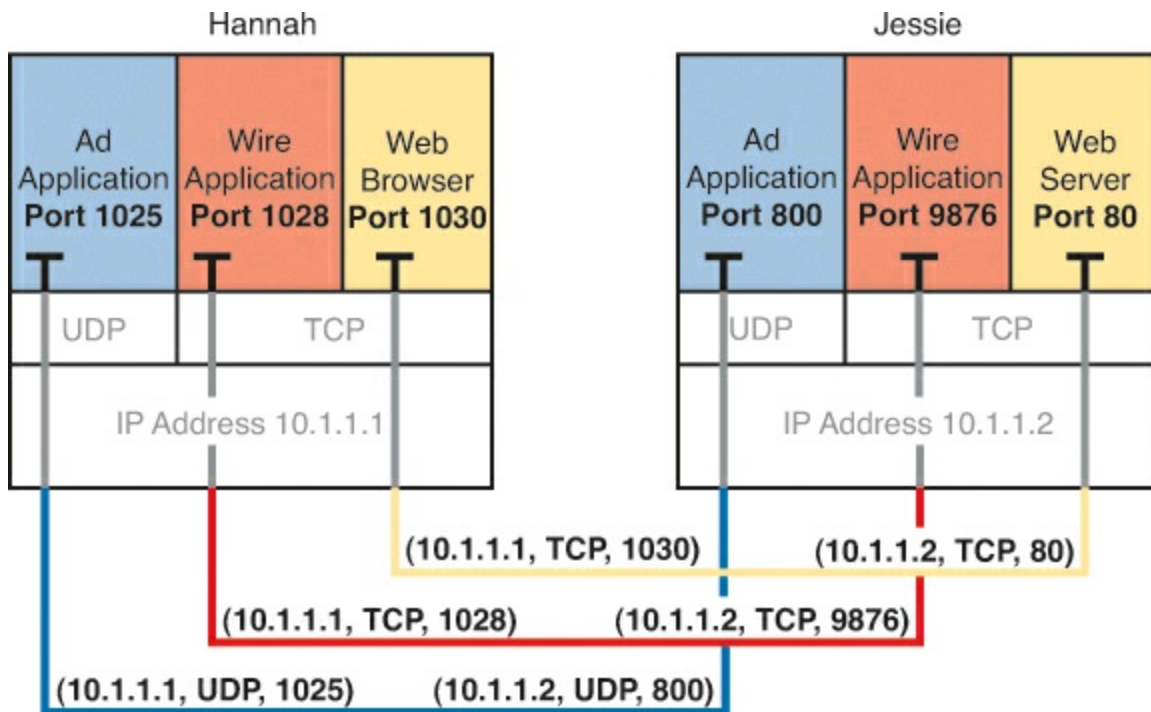 Hannah
Jessie
Ad
Application
Port 1025
Wire
Application
Port 1028
Web
Browser
Port 1030
Ad
Application
Port 800
Wire
Application
Port 9876
Web
Server
Port 80
UDP
TCP
UDP
TCP
IP Address 10.1.1.1
IP Address 10.1.1.2
(10.1.1.1, TCP, 1030)
(10.1.1.2, TCP, 80)
(10.1.1.1, TCP, 1028)
(10.1.1.2, TCP, 9876)
(10.1.1.1, UDP, 1025)
(10.1.1.2, UDP, 800)